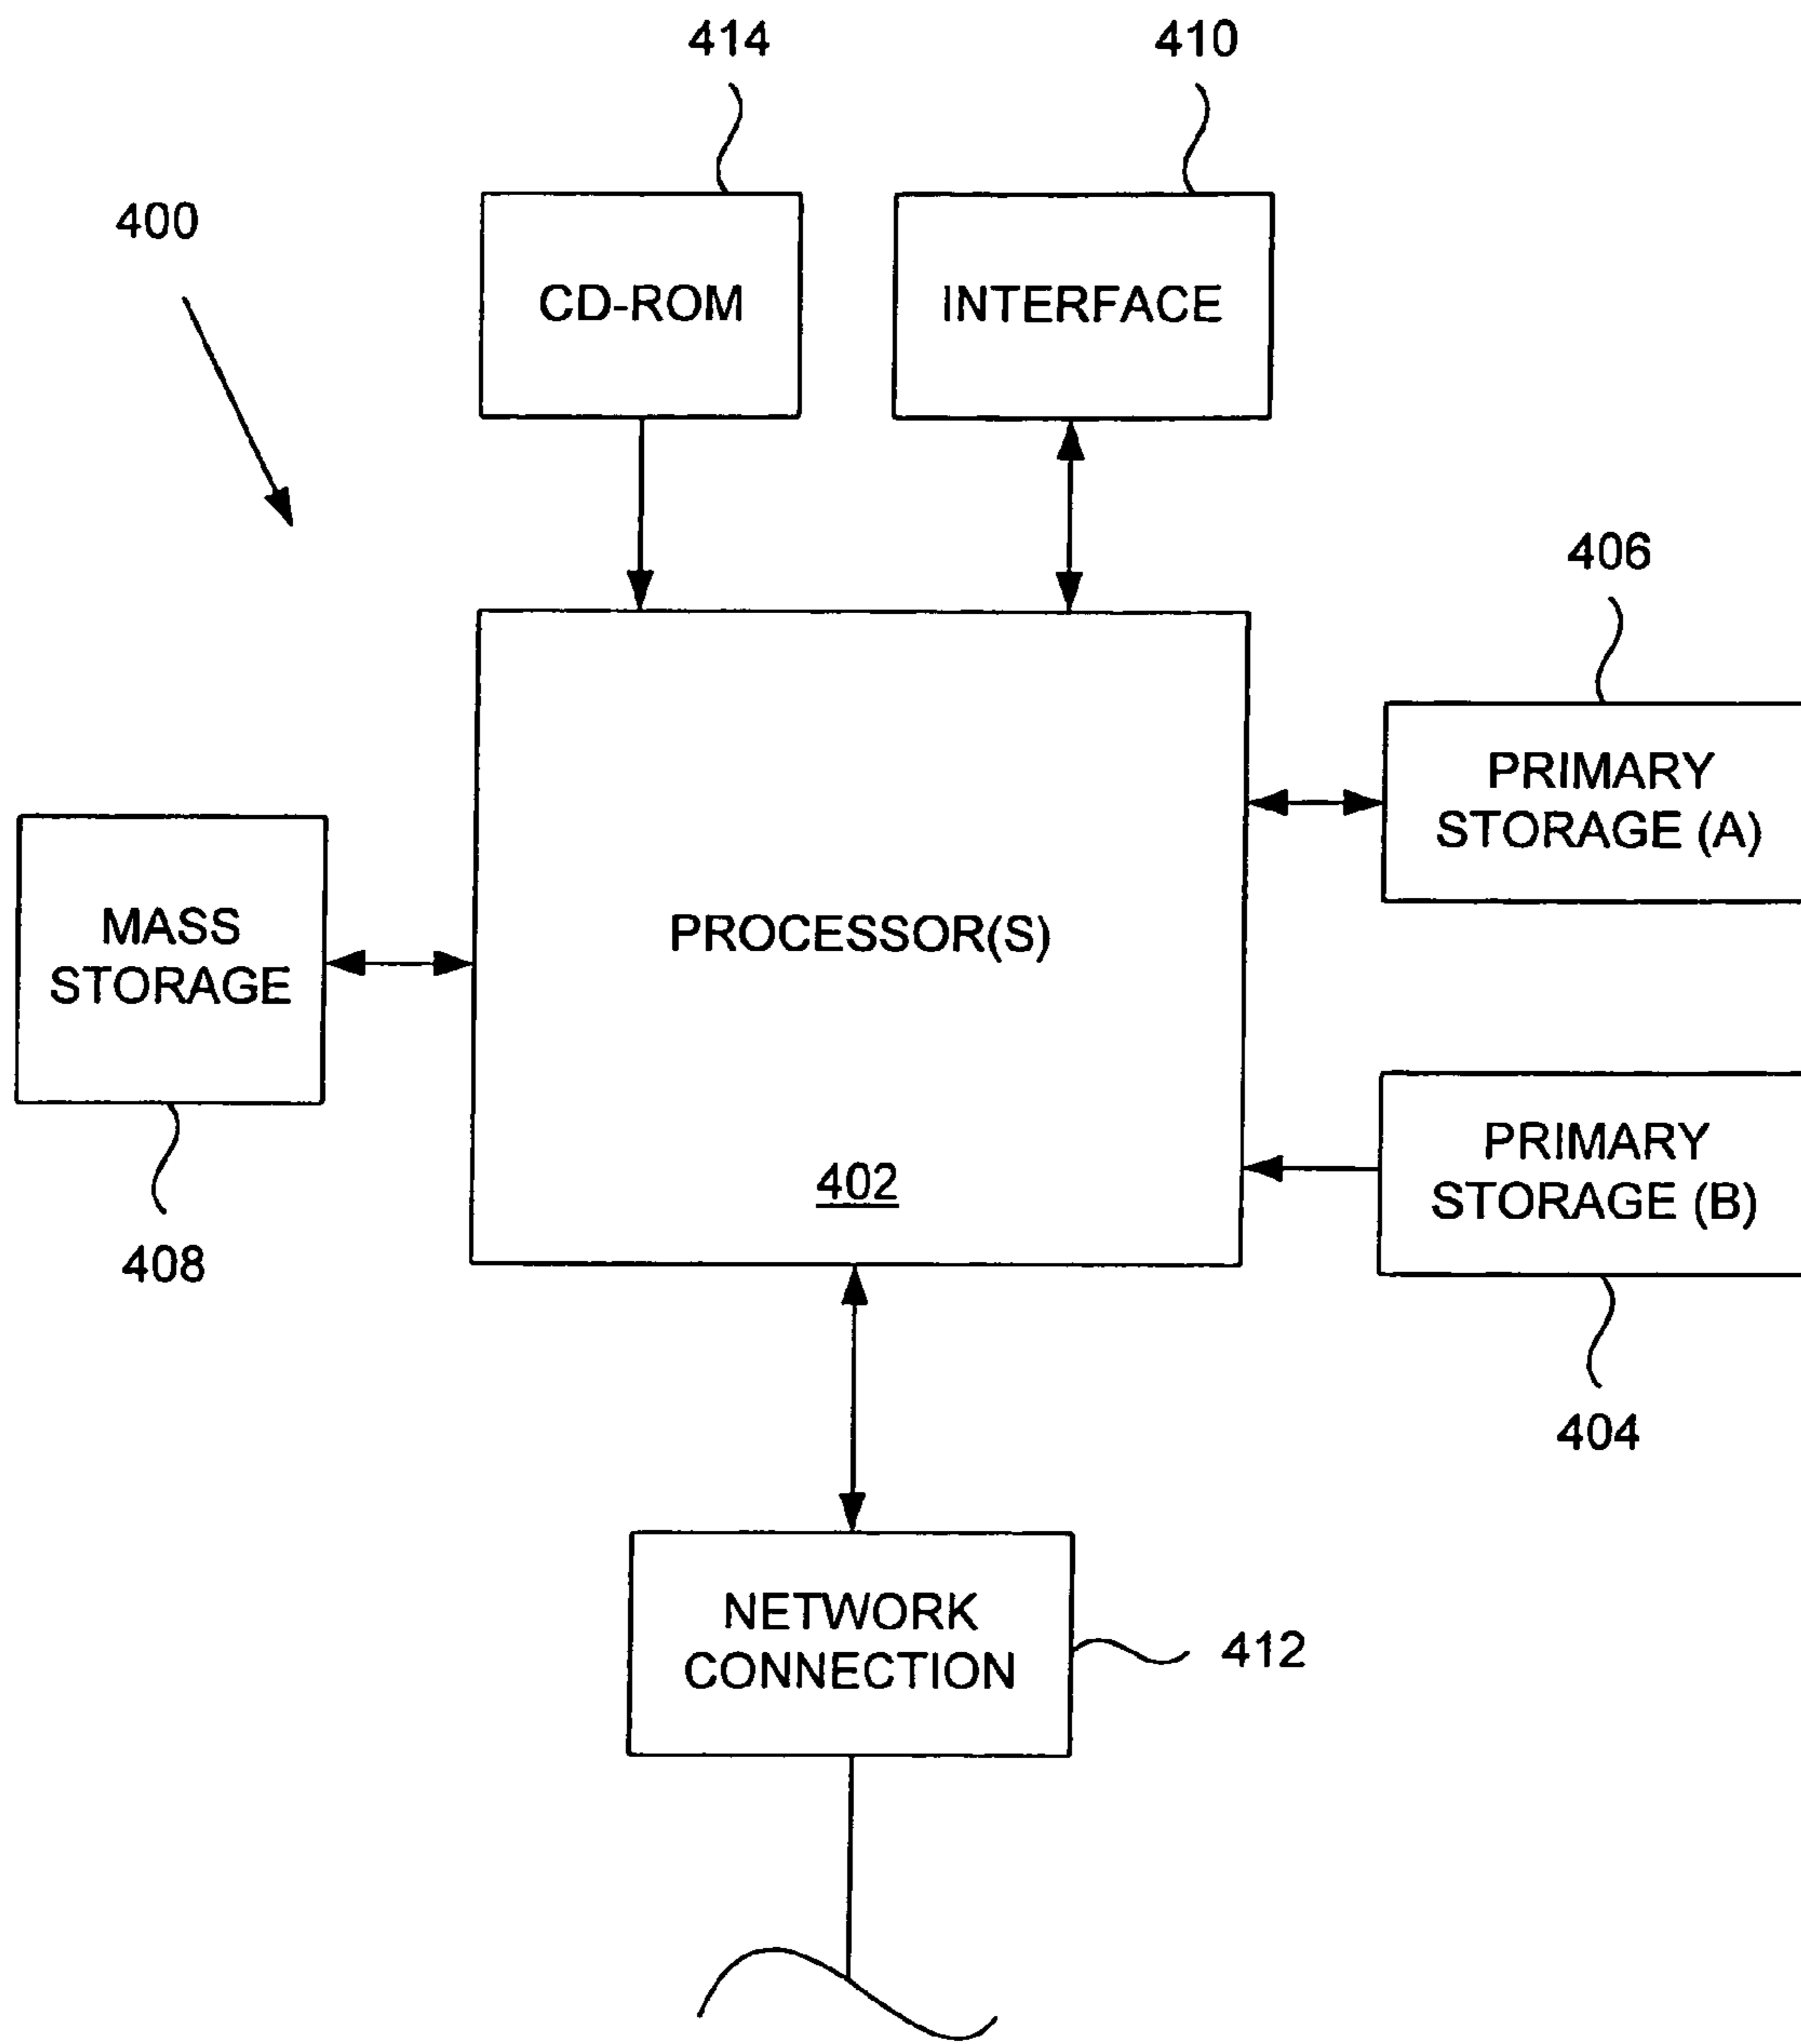 414
410
400
CD-ROM
INTERFACE
406
PRIMARY
STORAGE (A)
MASS
STORAGE
PROCESSOR(S)
PRIMARY
STORAGE (B)
402
408
404
NETWORK
CONNECTION
412